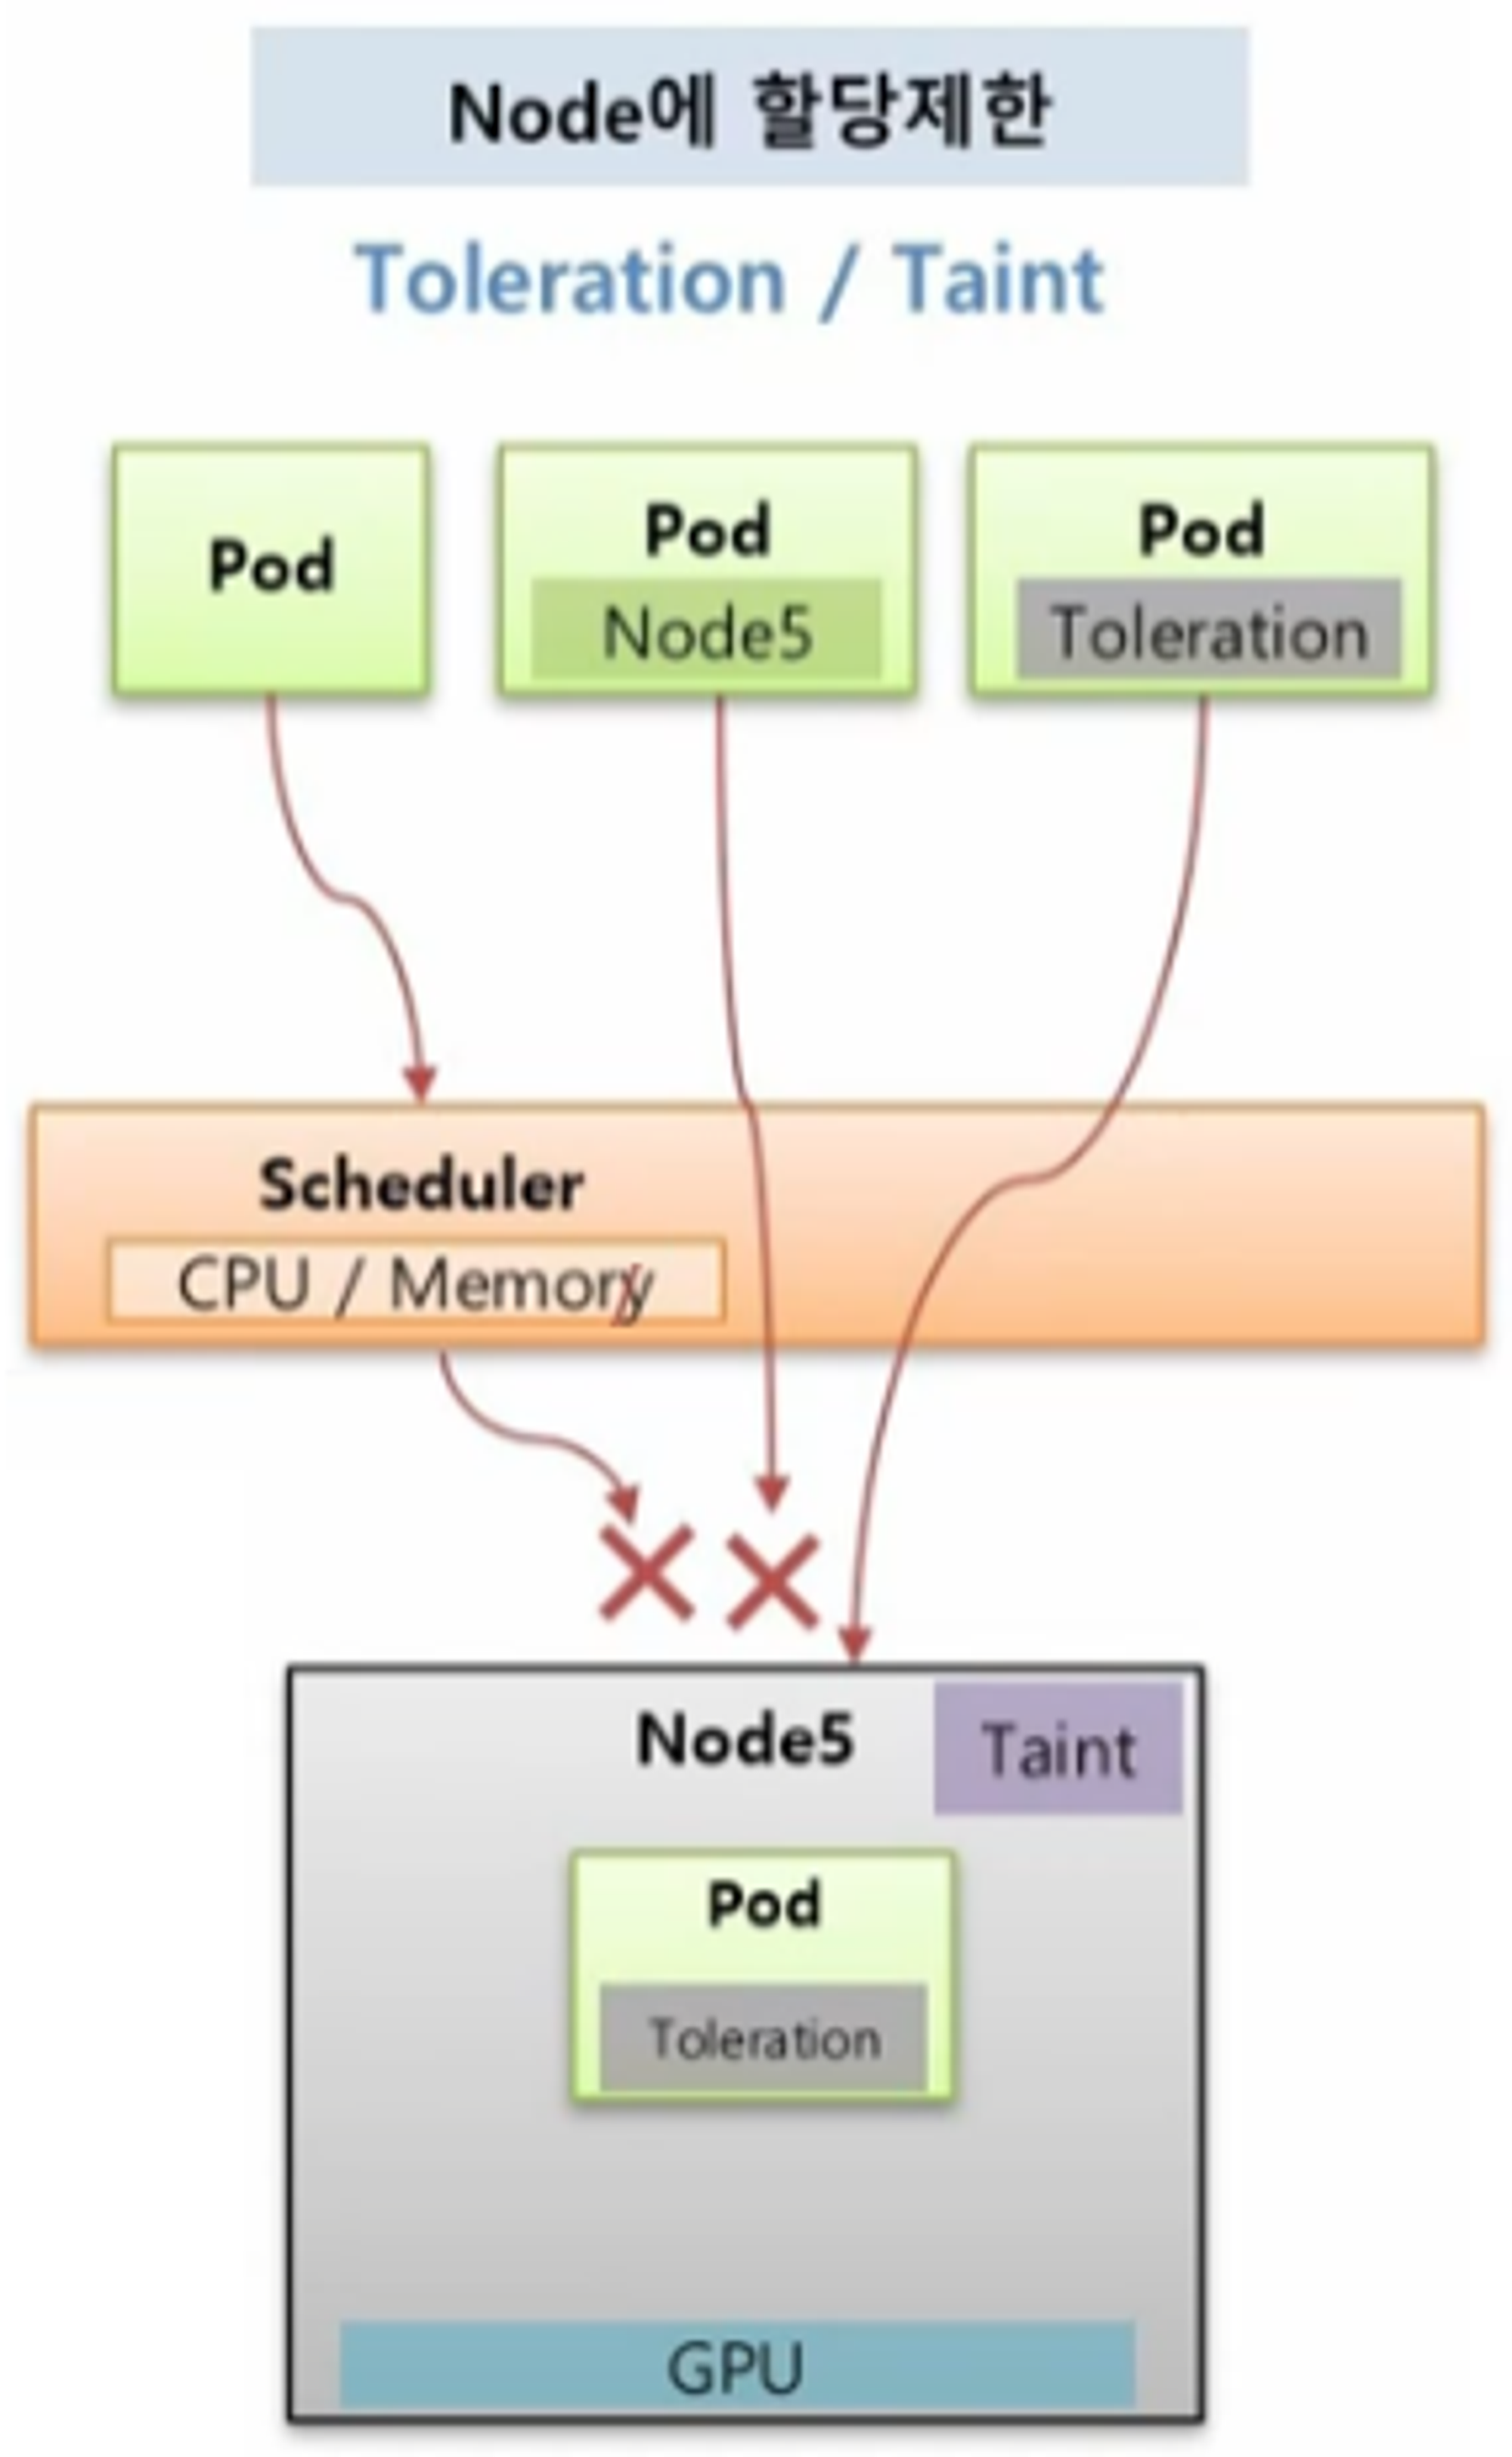 Node에 할당제한
Toleration / Taint
Pod
Pod
Node5
Pod
Toleration
Scheduler
CPU / Memory
Node5
Taint
Pod
Toleration
GPU